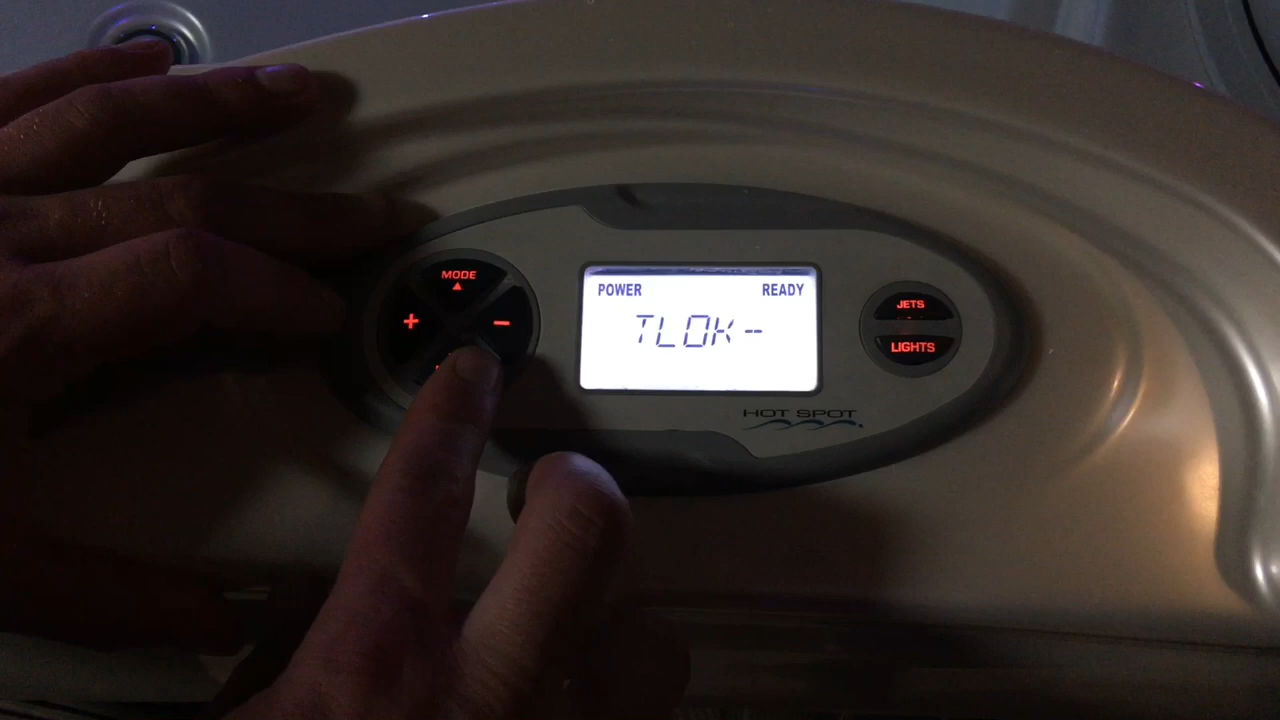 MODE
+ -
POWER READY
TLOK-
JETS
LIGHTS
HOT SPOT